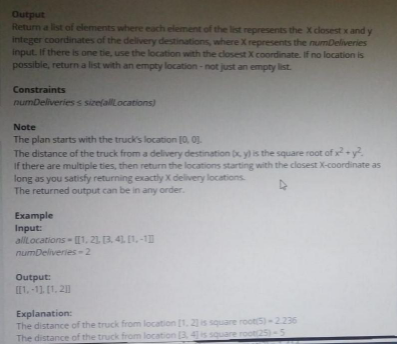 Output
Return a list of elements where each element of the list represents the X closest x and y
integer coordinates of the delivery destinations, where X represents the numDeliveries
input. If there is one tie, use the location with the closest X coordinate. If no location is
possible, return a list with an empty location - not just an empty list.
Constraints
numDeliveries ≤ size(allLocations)
Note
The plan starts with the truck's location [0, 0].
The distance of the truck from a delivery destination (x, y) is the square root of x² + y².
If there are multiple ties, then return the locations starting with the closest X-coordinate as
long as you satisfy returning exactly X delivery locations.
The returned output can be in any order.
Example
Input:
allLocations = [[1, 2], [3, 4], [1, -1]]
numDeliveries = 2
Output:
[[1, -1], [1, 2]]
Explanation:
The distance of the truck from location [1, 2] is square root(5) = 2.236
The distance of the truck from location [3, 4] is square root(25) = 5